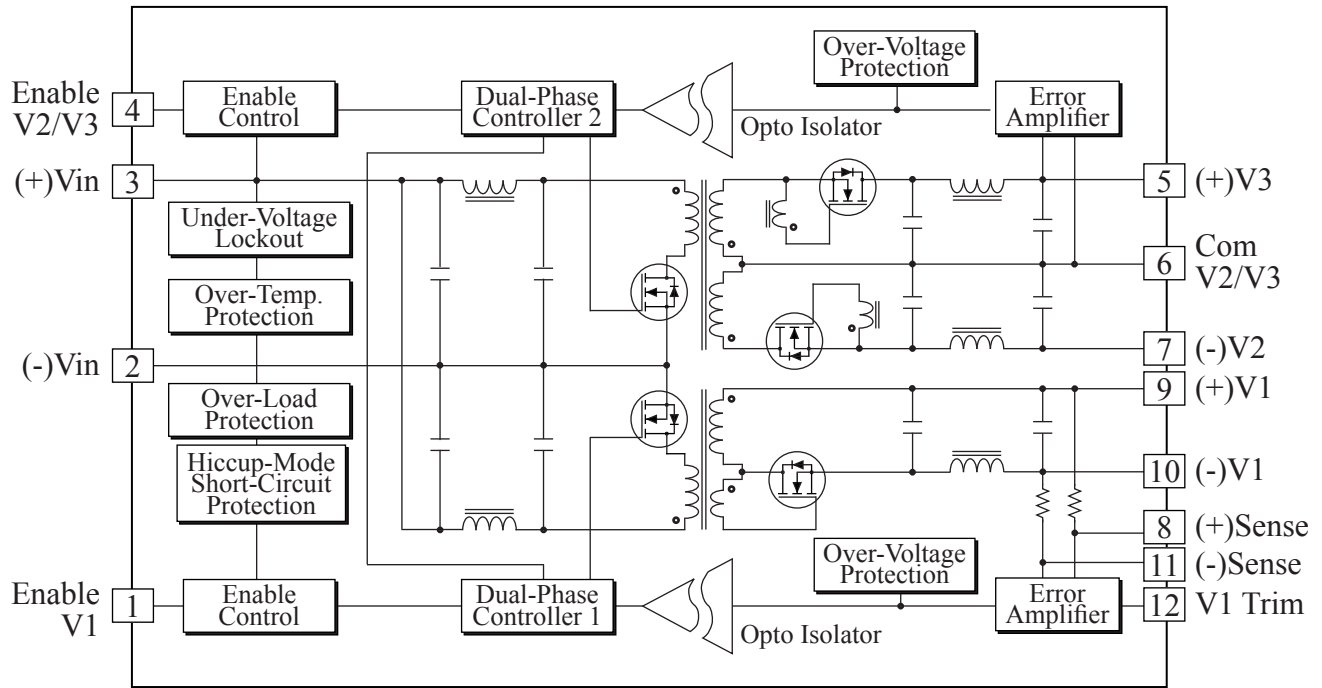 Enable
V2/V3
4
Enable
Control
Dual-Phase
Controller 2
Opto Isolator
Over-Voltage
Protection
Error
Amplifier
(+)Vin
3
Under-Voltage
Lockout
Over-Temp.
Protection
(-)Vin
2
Over-Load
Protection
Hiccup-Mode
Short-Circuit
Protection
5
(+)V3
6
Com
V2/V3
7
(-)V2
9
(+)V1
10
(-)V1
8
(+)Sense
11
(-)Sense
12
V1 Trim
Enable
V1
1
Enable
Control
Dual-Phase
Controller 1
Opto Isolator
Over-Voltage
Protection
Error
Amplifier